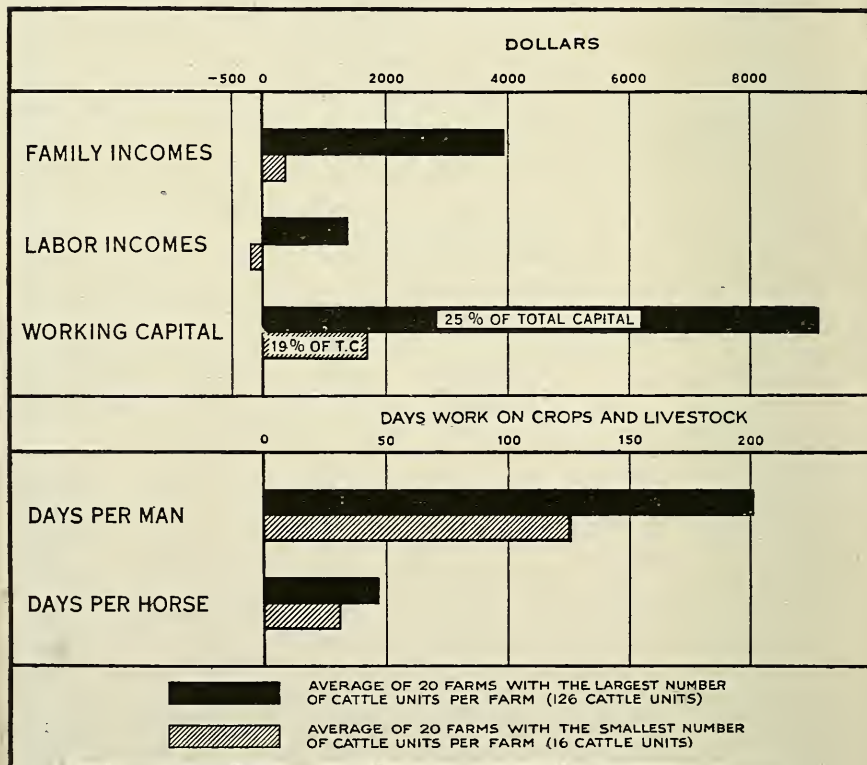 DOLLARS
-500 0 2000 4000 6000 8000
FAMILY INCOMES
LABOR INCOMES
WORKING CAPITAL
25 % OF TOTAL CAPITAL
19 % OF T.C.
DAYS WORK ON CROPS AND LIVESTOCK
0 50 100 150 200
DAYS PER MAN
DAYS PER HORSE
AVERAGE OF 20 FARMS WITH THE LARGEST NUMBER
OF CATTLE UNITS PER FARM (126 CATTLE UNITS)
AVERAGE OF 20 FARMS WITH THE SMALLEST NUMBER
OF CATTLE UNITS PER FARM (16 CATTLE UNITS)